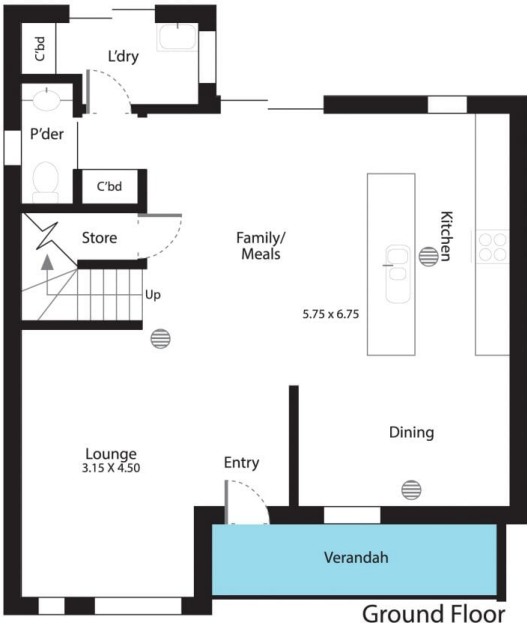 C'bd
L'dry
P'der
C'bd
Store
Family/
Meals
Kitchen
Up
5.75 x 6.75
Dining
Lounge
3.15 X 4.50
Entry
Verandah
Ground Floor